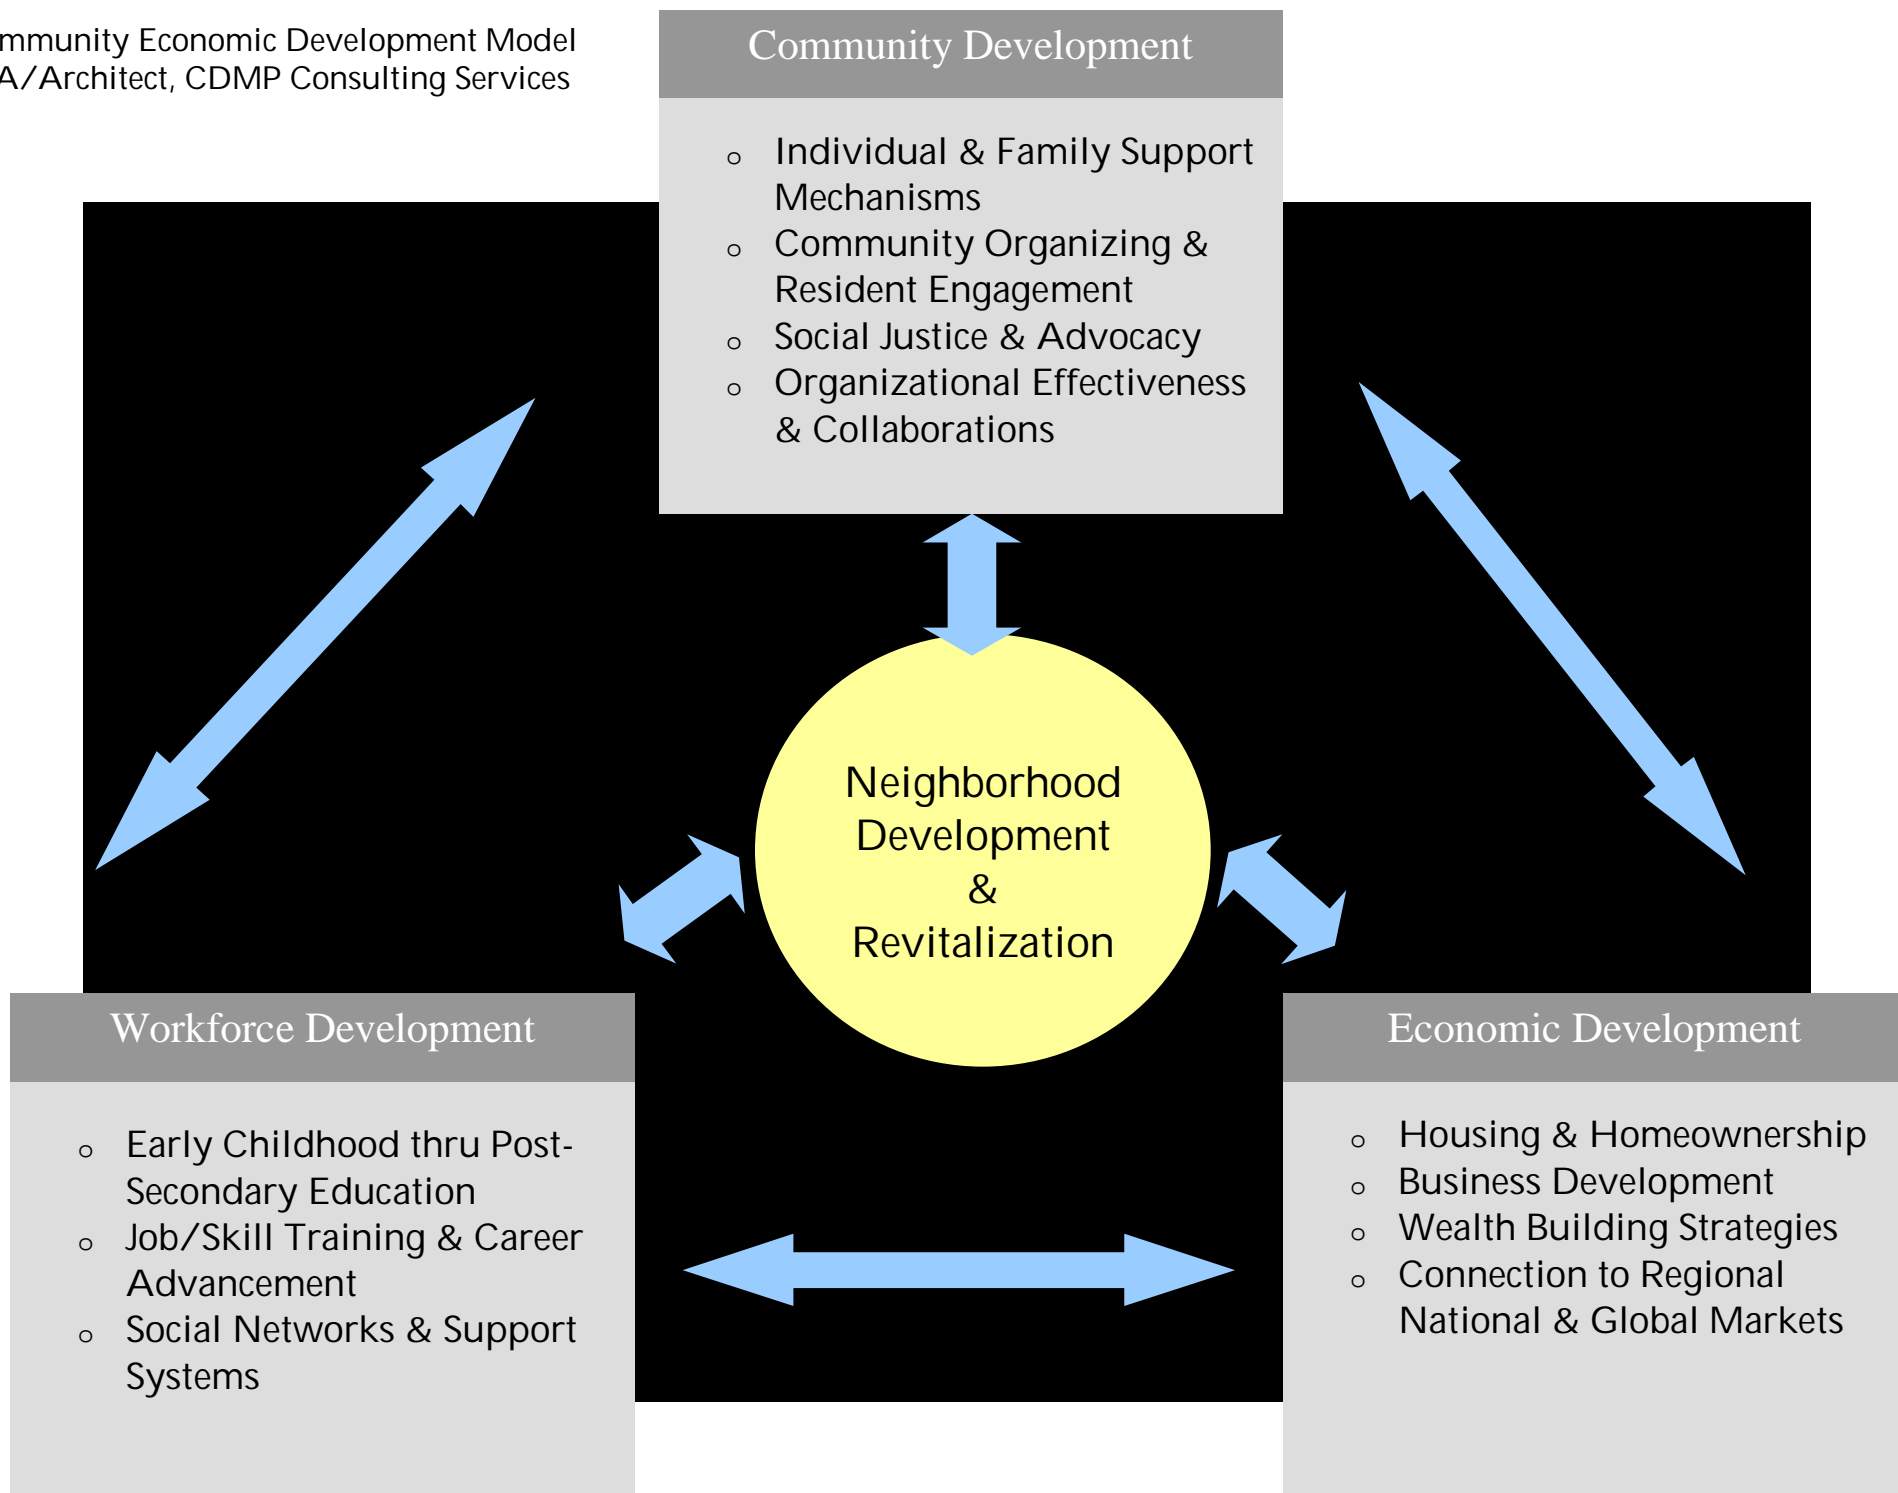 mmunity Economic Development Model
A/Architect, CDMP Consulting Services
Community Development
o Individual & Family Support
Mechanisms
o Community Organizing &
Resident Engagement
o Social Justice & Advocacy
o Organizational Effectiveness
& Collaborations
Neighborhood
Development
&
Revitalization
Workforce Development
o Early Childhood thru Post-
Secondary Education
o Job/Skill Training & Career
Advancement
o Social Networks & Support
Systems
Economic Development
o Housing & Homeownership
o Business Development
o Wealth Building Strategies
o Connection to Regional
National & Global Markets